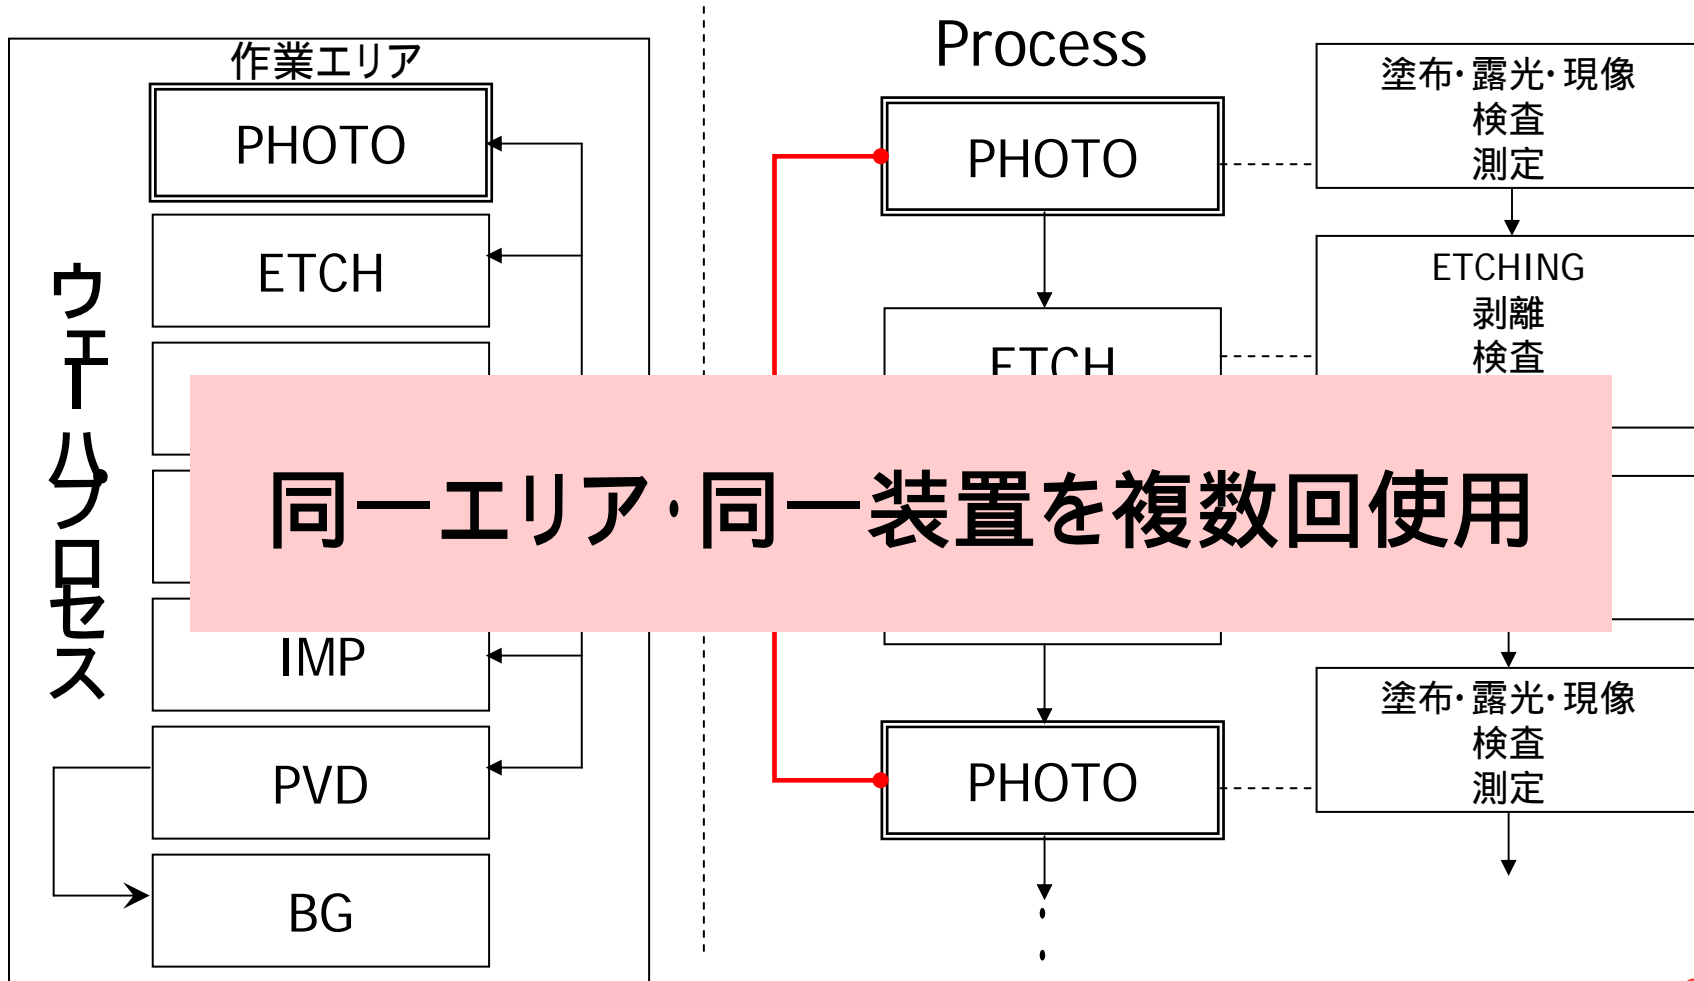 作業エリア
PHOTO
ETCH
IMP
PVD
BG
ウエーハプロセス
Process
PHOTO
ETCH
PHOTO
塗布・露光・現像
検査
測定
ETCHING
剥離
検査
塗布・露光・現像
検査
測定
同一エリア・同一装置を複数回使用